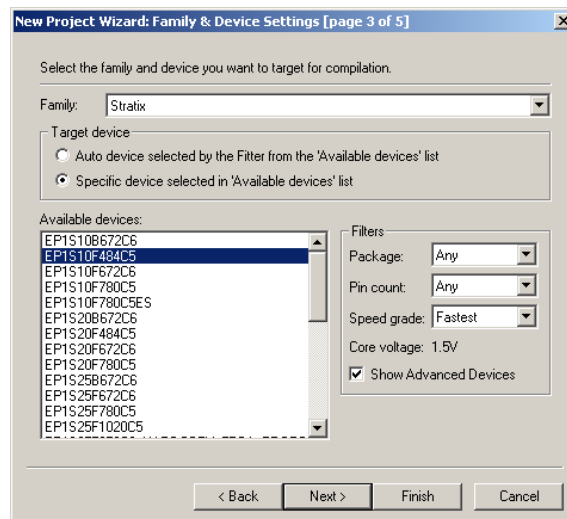 New Project Wizard: Family & Device Settings [page 3 of 5]
Select the family and device you want to target for compilation.
Family: Stratix
Target device
Auto device selected by the Fitter from the 'Available devices' list
Specific device selected in 'Available devices' list
Available devices:
EP1S10B672C6
EP1S10F484C5
EP1S10F672C6
EP1S10F780C5
EP1S10F780C5ES
EP1S20B672C6
EP1S20F484C5
EP1S20F672C6
EP1S20F780C5
EP1S25B672C6
EP1S25F672C6
EP1S25F780C5
EP1S25F1020C5
Filters
Package: Any
Pin count: Any
Speed grade: Fastest
Core voltage: 1.5V
Show Advanced Devices
< Back Next > Finish Cancel